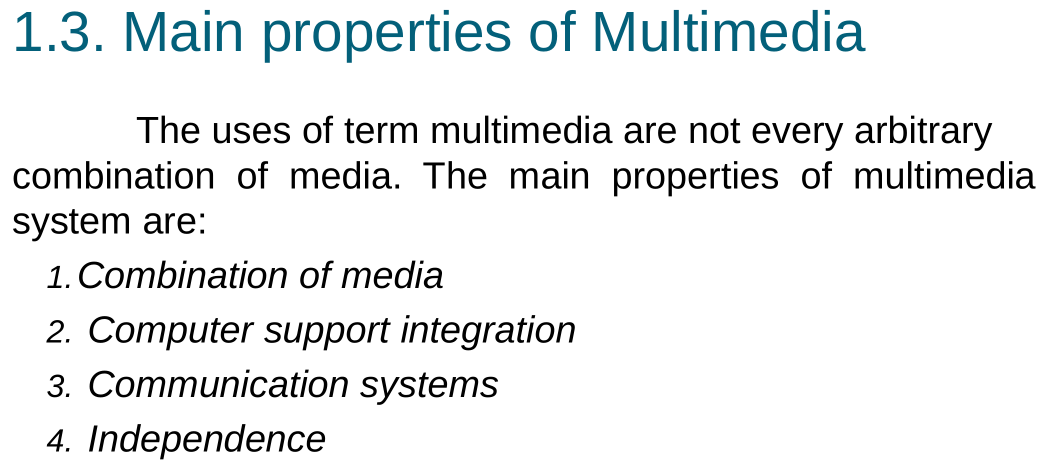 1.3. Main properties of Multimedia
The uses of term multimedia are not every arbitrary
combination of media. The main properties of multimedia
system are:
1. Combination of media
2. Computer support integration
3. Communication systems
4. Independence